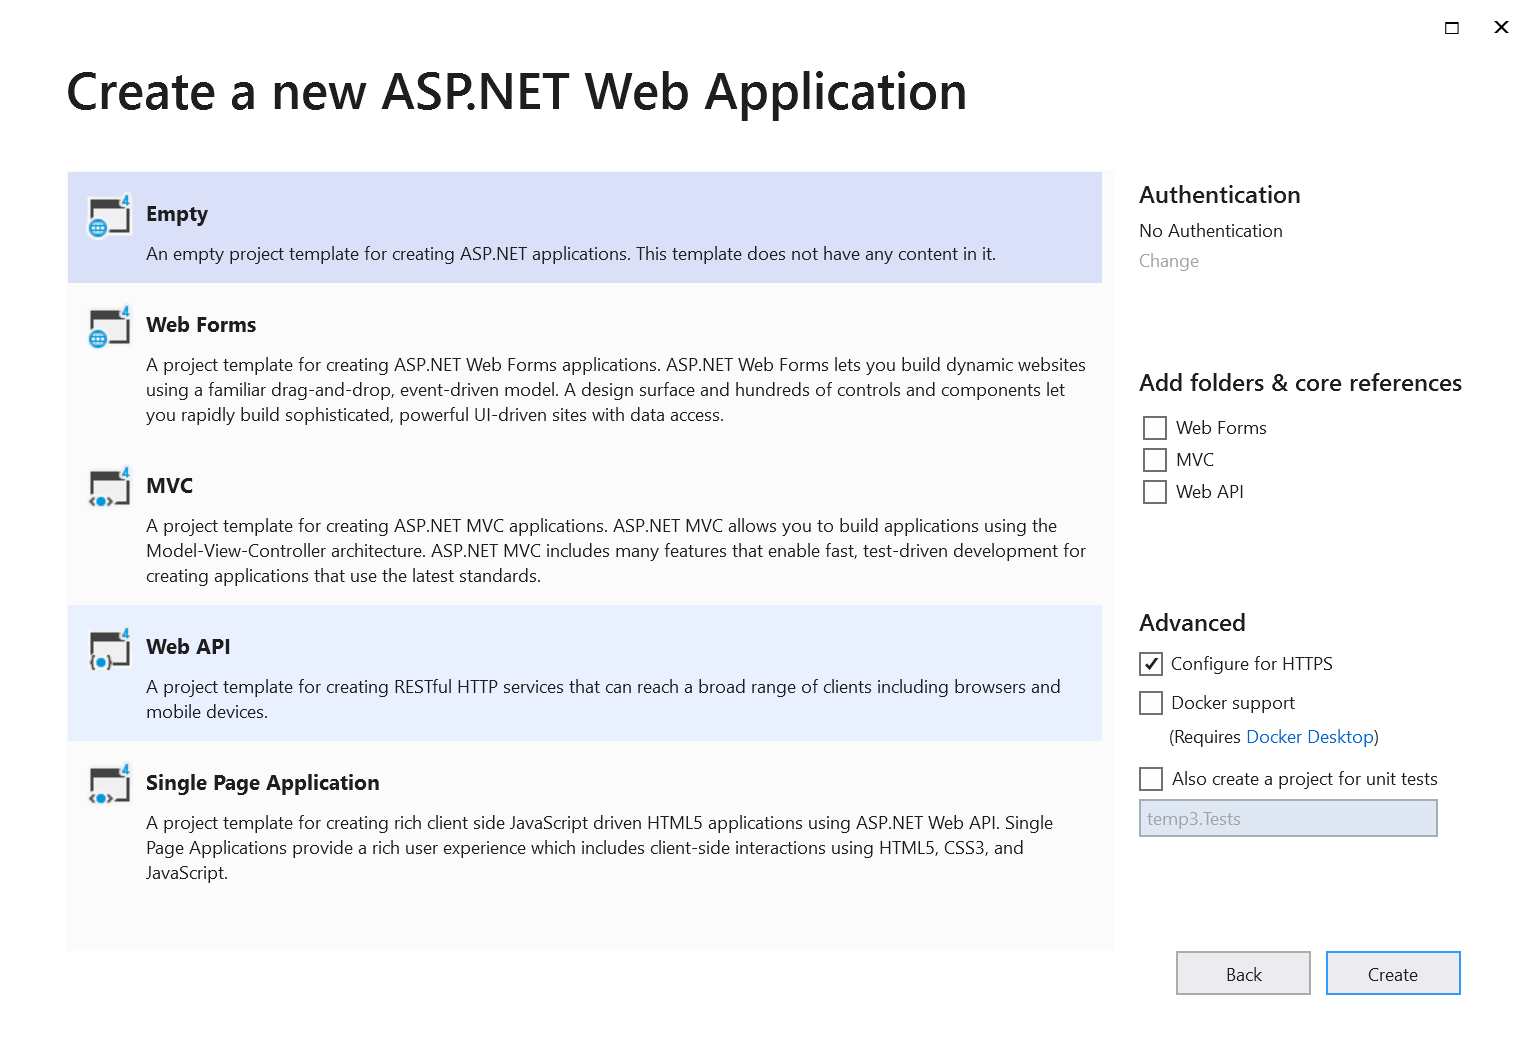 Create a new ASP.NET Web Application
Empty
An empty project template for creating ASP.NET applications. This template does not have any content in it.
Web Forms
A project template for creating ASP.NET Web Forms applications. ASP.NET Web Forms lets you build dynamic websites
using a familiar drag-and-drop, event-driven model. A design surface and hundreds of controls and components let
you rapidly build sophisticated, powerful UI-driven sites with data access.
MVC
A project template for creating ASP.NET MVC applications. ASP.NET MVC allows you to build applications using the
Model-View-Controller architecture. ASP.NET MVC includes many features that enable fast, test-driven development for
creating applications that use the latest standards.
Web API
A project template for creating RESTful HTTP services that can reach a broad range of clients including browsers and
mobile devices.
Single Page Application
A project template for creating rich client side JavaScript driven HTML5 applications using ASP.NET Web API. Single
Page Applications provide a rich user experience which includes client-side interactions using HTML5, CSS3, and
JavaScript.
Authentication
No Authentication
Change
Add folders & core references
Web Forms
MVC
Web API
Advanced
Configure for HTTPS
Docker support
(Requires Docker Desktop)
Also create a project for unit tests
temp3.Tests
Back
Create